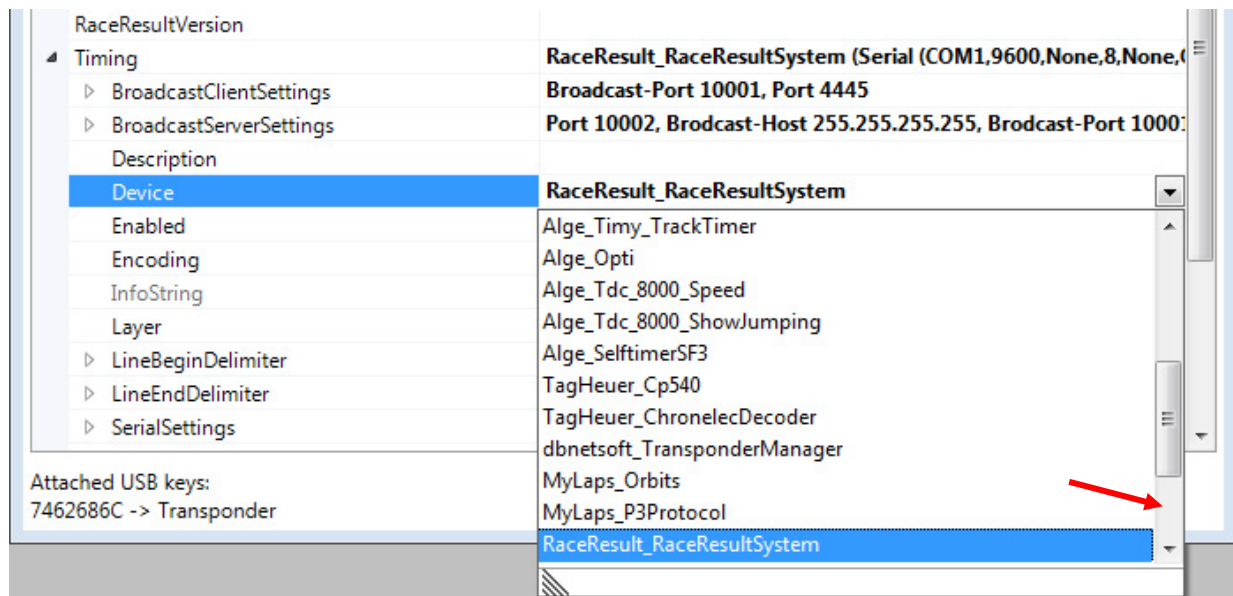 RaceResultVersion
Timing RaceResult_RaceResultSystem (Serial (COM1,9600,None,8,None,
BroadcastClientSettings Broadcast-Port 10001, Port 4445
BroadcastServerSettings Port 10002, Brodcast-Host 255.255.255.255, Brodcast-Port 10001
Description
Device RaceResult_RaceResultSystem
Enabled Alge_Timy_TrackTimer
Encoding Alge_Opti
InfoString Alge_Tdc_8000_Speed
Layer Alge_Tdc_8000_ShowJumping
LineBeginDelimiter Alge_SelftimerSF3
LineEndDelimiter TagHeuer_Cp540
SerialSettings TagHeuer_ChronelecDecoder
dbnetsoft_TransponderManager
Attached USB keys: MyLaps_Orbits
7462686C -> Transponder MyLaps_P3Protocol
RaceResult_RaceResultSystem